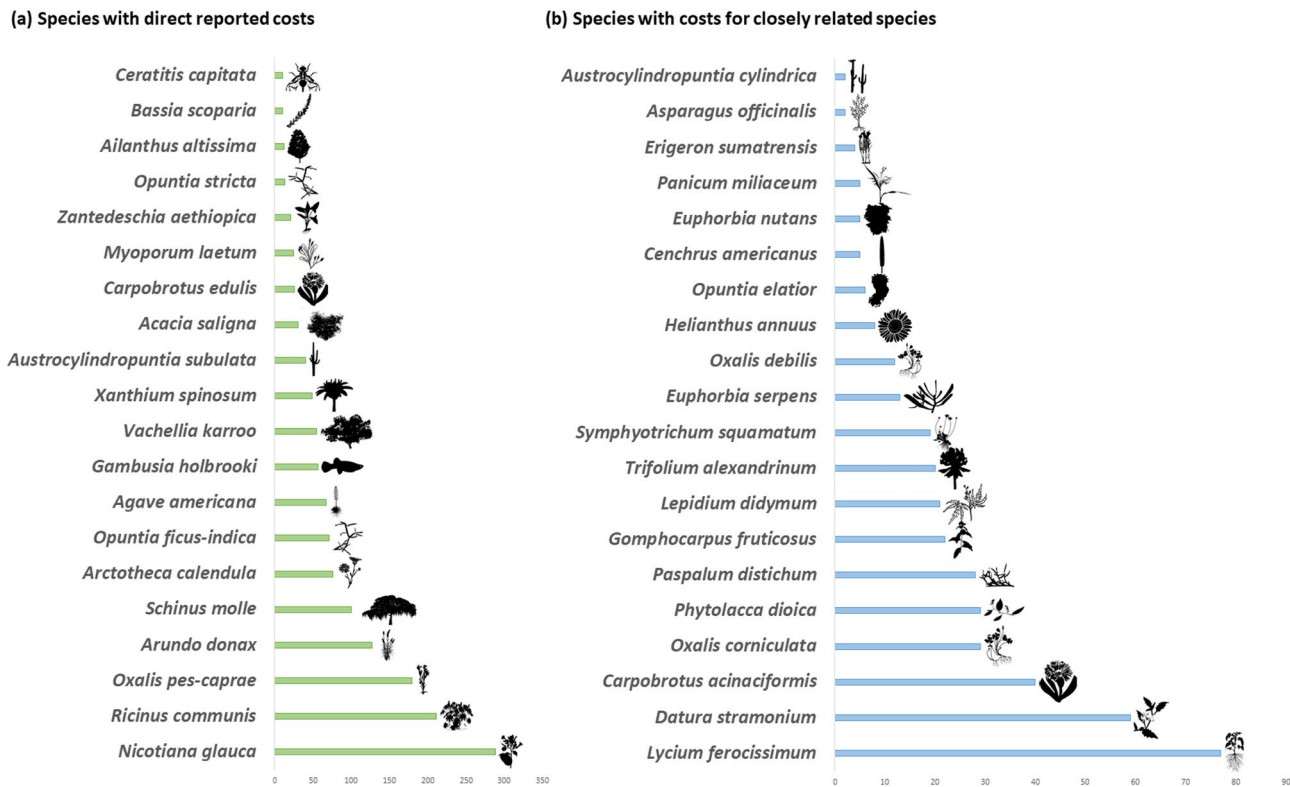 (a) Species with direct reported costs
Ceratitis capitata
Bassia scoparia
Ailanthus altissima
Opuntia stricta
Zantedeschia aethiopica
Myoporum laetum
Carpobrotus edulis
Acacia saligna
Austrocylindropuntia subulata
Xanthium spinosum
Vachellia karroo
Gambusia holbrooki
Agave americana
Opuntia ficus-indica
Arctotheca calendula
Schinus molle
Arundo donax
Oxalis pes-caprae
Ricinus communis
Nicotiana glauca
0 50 100 150 200 250 300 350
(b) Species with costs for closely related species
Austrocylindropuntia cylindrica
Asparagus officinalis
Erigeron sumatrensis
Panicum miliaceum
Euphorbia nutans
Cenchrus americanus
Opuntia elatior
Helianthus annuus
Oxalis debilis
Euphorbia serpens
Symphyotrichum squamatum
Trifolium alexandrinum
Lepidium didymum
Gomphocarpus fruticosus
Paspalum distichum
Phytolacca dioica
Oxalis corniculata
Carpobrotus acinaciformis
Datura stramonium
Lycium ferocissimum
0 10 20 30 40 50 60 70 80 90